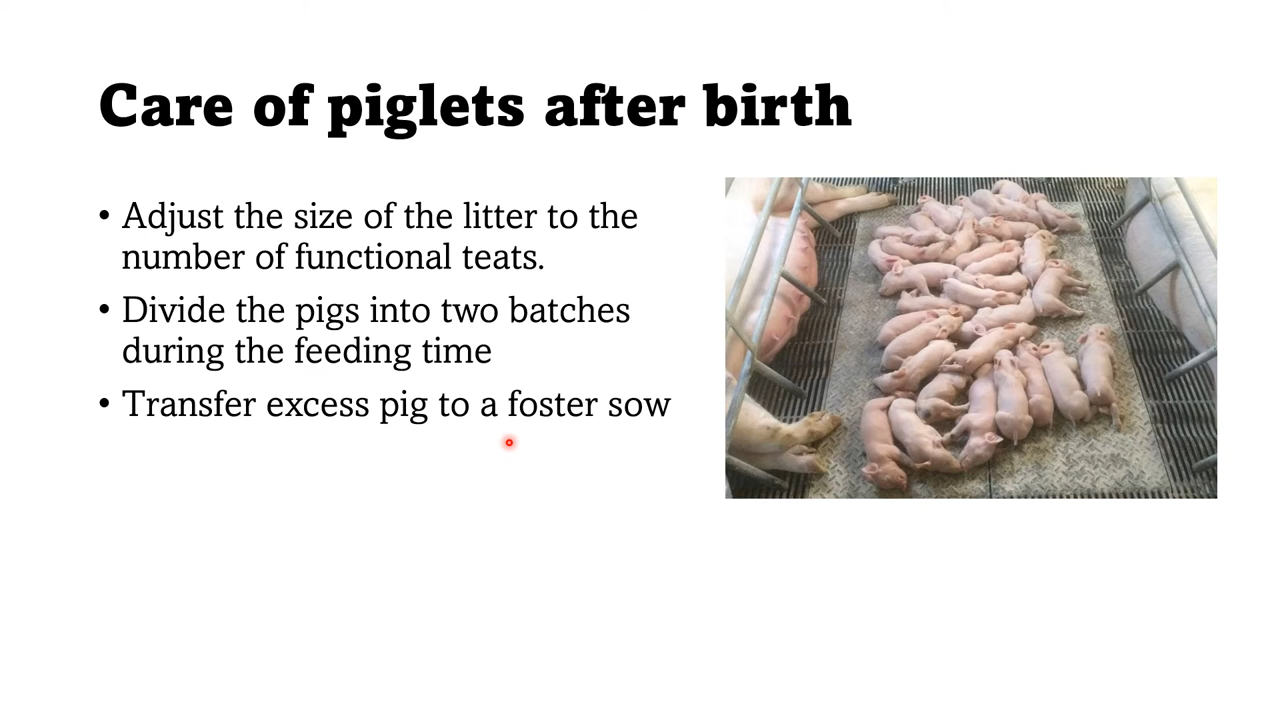 Care of piglets after birth
• Adjust the size of the litter to the
number of functional teats.
• Divide the pigs into two batches
during the feeding time
• Transfer excess pig to a foster sow